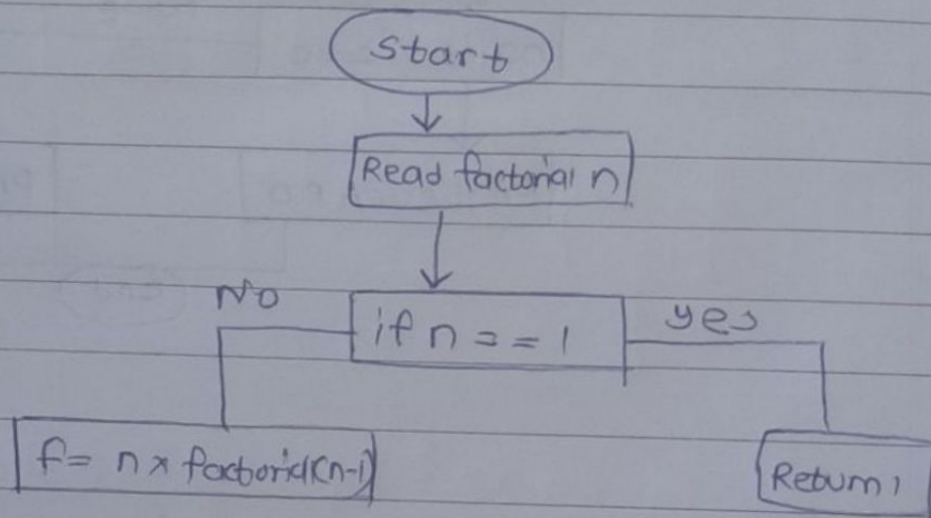 Start
Read factorial n
No
if n == 1
yes
f = n x factorial(n-1)
Return 1